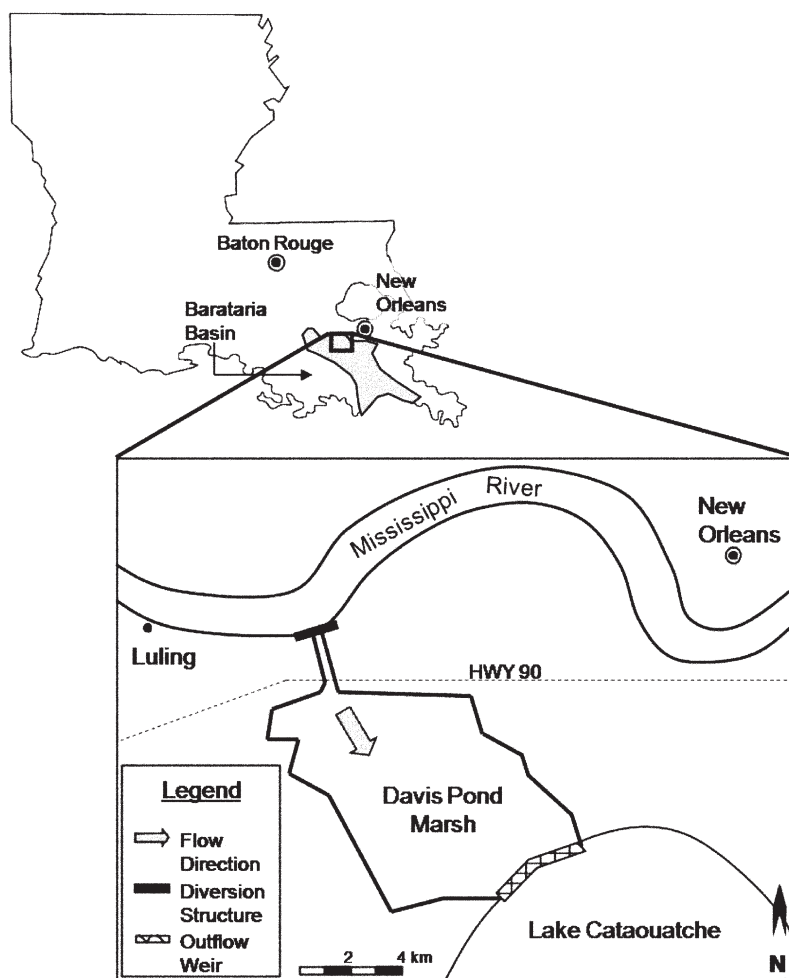 Baton Rouge
New
Orleans
Barataria
Basin
Mississippi River
New
Orleans
Luling
HWY 90
Davis Pond
Marsh
Legend
Flow
Direction
Diversion
Structure
Outflow
Weir
2 4 km
Lake Cataouatche
N